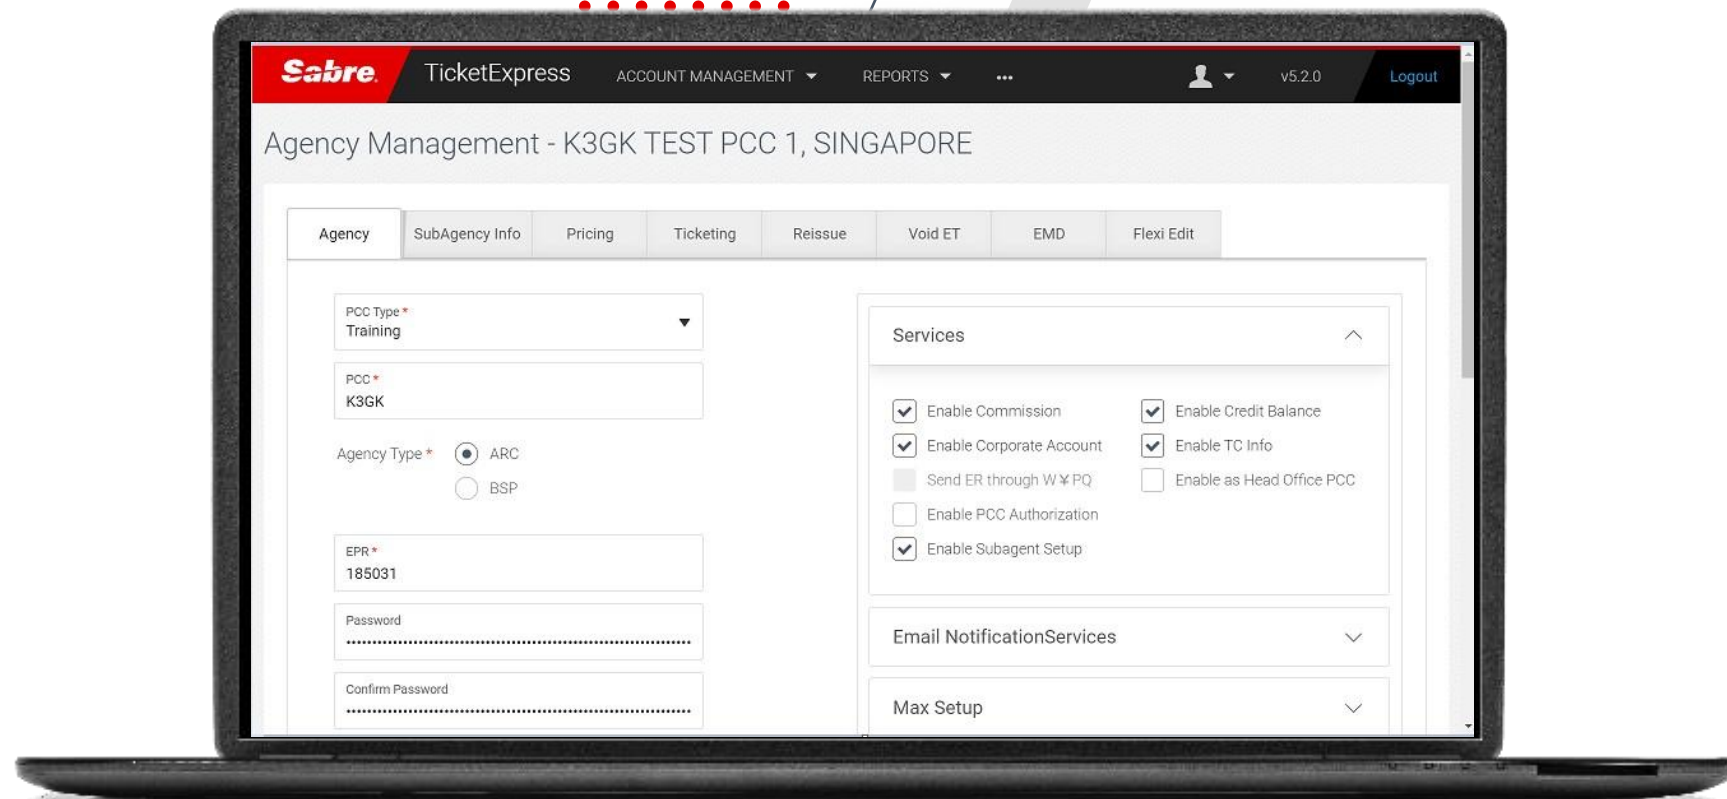 Sabre. TicketExpress ACCOUNT MANAGEMENT REPORTS ... v5.2.0 Logout
Agency Management - K3GK TEST PCC 1, SINGAPORE
Agency SubAgency Info Pricing Ticketing Reissue Void ET EMD Flexi Edit
PCC Type *
Training
PCC *
K3GK
Agency Type * ARC
BSP
EPR *
185031
Password
Confirm Password
Services
Enable Commission Enable Credit Balance
Enable Corporate Account Enable TC Info
Send ER through W¥PQ Enable as Head Office PCC
Enable PCC Authorization
Enable Subagent Setup
Email NotificationServices
Max Setup